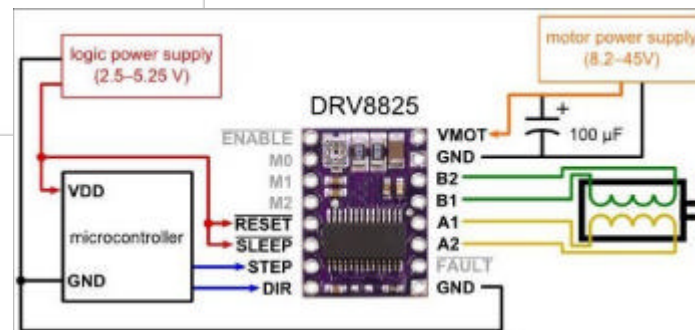 logic power supply
(2.5–5.25 V)
motor power supply
(8.2–45V)
DRV8825
ENABLE
M0
M1
M2
RESET
SLEEP
STEP
DIR
VMOT
GND
B2
B1
A1
A2
FAULT
GND
+
100 µF
VDD
microcontroller
GND